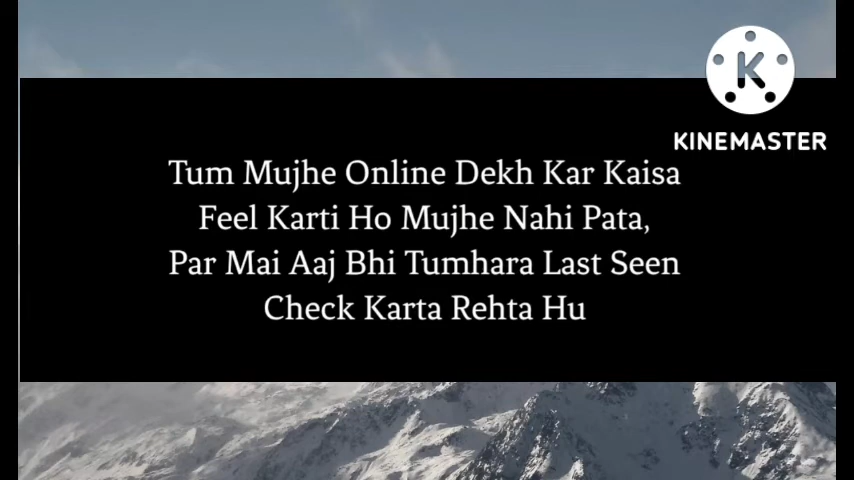 KINEMASTER
Tum Mujhe Online Dekh Kar Kaisa
Feel Karti Ho Mujhe Nahi Pata,
Par Mai Aaj Bhi Tumhara Last Seen
Check Karta Rehta Hu